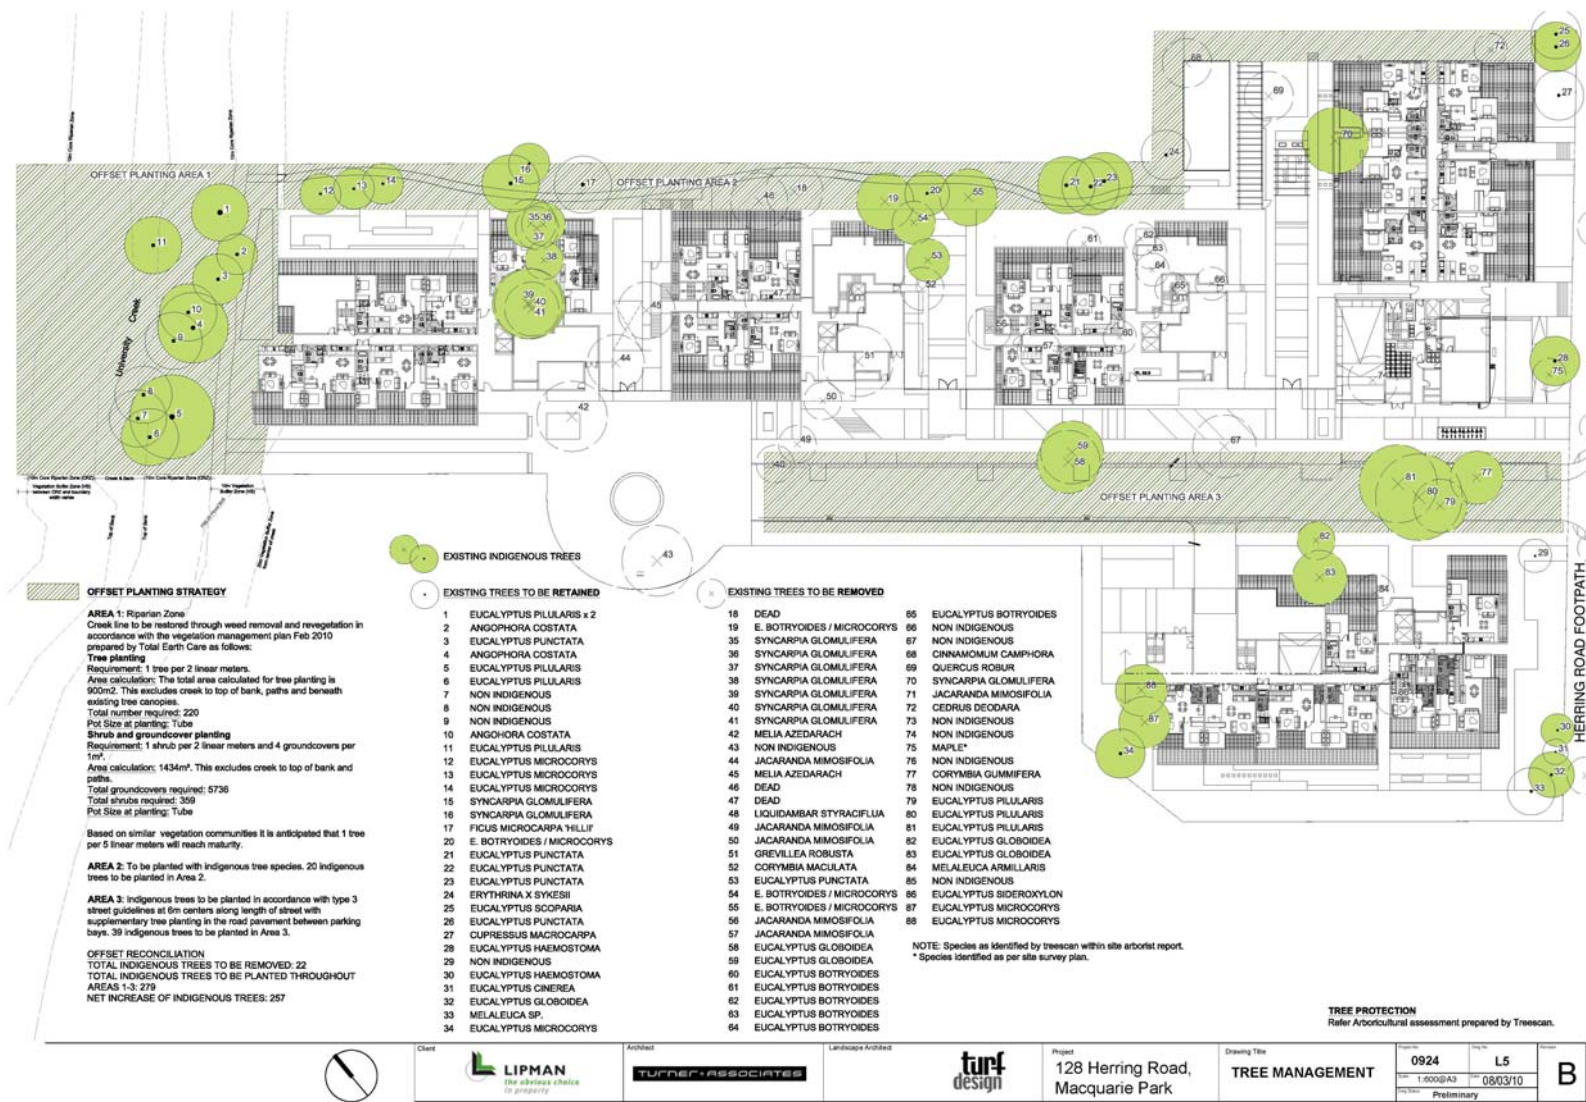 OFFSET PLANTING AREA 1
OFFSET PLANTING AREA 2
OFFSET PLANTING AREA 3
University Creek
HERRING ROAD FOOTPATH
EXISTING INDIGENOUS TREES
OFFSET PLANTING STRATEGY
AREA 1: Riparian Zone
Creek line to be restored through weed removal and revegetation in
accordance with the vegetation management plan Feb 2010
prepared by Total Earth Care as follows:
Tree planting
Requirement: 1 tree per 2 linear meters.
Area calculation: The total area calculated for tree planting is
900m2. This excludes creek to top of bank, paths and beneath
existing tree canopies.
Total number required: 220
Pot Size at planting: Tube
Shrub and groundcover planting
Requirement: 1 shrub per 2 linear meters and 4 groundcovers per
1m².
Area calculation: 1434m². This excludes creek to top of bank and
paths.
Total groundcovers required: 5736
Total shrubs required: 359
Pot Size at planting: Tube
Based on similar vegetation communities it is anticipated that 1 tree
per 5 linear meters will reach maturity.
AREA 2: To be planted with indigenous tree species. 20 indigenous
trees to be planted in Area 2.
AREA 3: Indigenous trees to be planted in accordance with type 3
street guidelines at 6m centers along length of street with
supplementary tree planting in the road pavement between parking
bays. 39 indigenous trees to be planted in Area 3.
OFFSET RECONCILIATION
TOTAL INDIGENOUS TREES TO BE REMOVED: 22
TOTAL INDIGENOUS TREES TO BE PLANTED THROUGHOUT
AREAS 1-3: 279
NET INCREASE OF INDIGENOUS TREES: 257
EXISTING TREES TO BE RETAINED
1 EUCALYPTUS PILULARIS x 2
2 ANGOPHORA COSTATA
3 EUCALYPTUS PUNCTATA
4 ANGOPHORA COSTATA
5 EUCALYPTUS PILULARIS
6 EUCALYPTUS PILULARIS
7 NON INDIGENOUS
8 NON INDIGENOUS
9 NON INDIGENOUS
10 ANGOHORA COSTATA
11 EUCALYPTUS PILULARIS
12 EUCALYPTUS MICROCORYS
13 EUCALYPTUS MICROCORYS
14 EUCALYPTUS MICROCORYS
15 SYNCARPIA GLOMULIFERA
16 SYNCARPIA GLOMULIFERA
17 FICUS MICROCARPA 'HILLII'
20 E. BOTRYOIDES / MICROCORYS
21 EUCALYPTUS PUNCTATA
22 EUCALYPTUS PUNCTATA
23 EUCALYPTUS PUNCTATA
24 ERYTHRINA X SYKESII
25 EUCALYPTUS SCOPARIA
26 EUCALYPTUS PUNCTATA
27 CUPRESSUS MACROCARPA
28 EUCALYPTUS HAEMOSTOMA
29 NON INDIGENOUS
30 EUCALYPTUS HAEMOSTOMA
31 EUCALYPTUS CINEREA
32 EUCALYPTUS GLOBOIDEA
33 MELALEUCA SP.
34 EUCALYPTUS MICROCORYS
EXISTING TREES TO BE REMOVED
18 DEAD
19 E. BOTRYOIDES / MICROCORYS
35 SYNCARPIA GLOMULIFERA
36 SYNCARPIA GLOMULIFERA
37 SYNCARPIA GLOMULIFERA
38 SYNCARPIA GLOMULIFERA
39 SYNCARPIA GLOMULIFERA
40 SYNCARPIA GLOMULIFERA
41 SYNCARPIA GLOMULIFERA
42 MELIA AZEDARACH
43 NON INDIGENOUS
44 JACARANDA MIMOSIFOLIA
45 MELIA AZEDARACH
46 DEAD
47 DEAD
48 LIQUIDAMBAR STYRACIFLUA
49 JACARANDA MIMOSIFOLIA
50 JACARANDA MIMOSIFOLIA
51 GREVILLEA ROBUSTA
52 CORYMBIA MACULATA
53 EUCALYPTUS PUNCTATA
54 E. BOTRYOIDES / MICROCORYS
55 E. BOTRYOIDES / MICROCORYS
56 JACARANDA MIMOSIFOLIA
57 JACARANDA MIMOSIFOLIA
58 EUCALYPTUS GLOBOIDEA
59 EUCALYPTUS GLOBOIDEA
60 EUCALYPTUS BOTRYOIDES
61 EUCALYPTUS BOTRYOIDES
62 EUCALYPTUS BOTRYOIDES
63 EUCALYPTUS BOTRYOIDES
64 EUCALYPTUS BOTRYOIDES
65 EUCALYPTUS BOTRYOIDES
66 NON INDIGENOUS
67 NON INDIGENOUS
68 CINNAMOMUM CAMPHORA
69 QUERCUS ROBUR
70 SYNCARPIA GLOMULIFERA
71 JACARANDA MIMOSIFOLIA
72 CEDRUS DEODARA
73 NON INDIGENOUS
74 NON INDIGENOUS
75 MAPLE*
76 NON INDIGENOUS
77 CORYMBIA GUMMIFERA
78 NON INDIGENOUS
79 EUCALYPTUS PILULARIS
80 EUCALYPTUS PILULARIS
81 EUCALYPTUS PILULARIS
82 EUCALYPTUS GLOBOIDEA
83 EUCALYPTUS GLOBOIDEA
84 MELALEUCA ARMILLARIS
85 NON INDIGENOUS
86 EUCALYPTUS SIDEROXYLON
87 EUCALYPTUS MICROCORYS
88 EUCALYPTUS MICROCORYS
NOTE: Species as identified by treescan within site arborist report.
* Species identified as per site survey plan.
TREE PROTECTION
Refer Arboricultural assessment prepared by Treescan.
Client
LIPMAN
the obvious choice
in property
Architect
TURNER+ASSOCIATES
Landscape Architect
turf
design
Project
128 Herring Road,
Macquarie Park
Drawing Title
TREE MANAGEMENT
0924
L5
1:600@A3
08/03/10
Preliminary
B